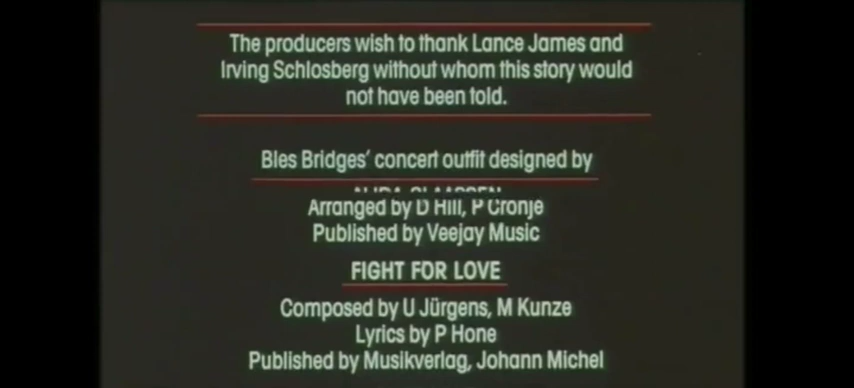 The producers wish to thank Lance James and
Irving Schlosberg without whom this story would
not have been told.
Bles Bridges' concert outfit designed by
Arranged by D Hill, P Cronje
Published by Veejay Music
FIGHT FOR LOVE
Composed by U Jürgens, M Kunze
Lyrics by P Hone
Published by Musikverlag, Johann Michel